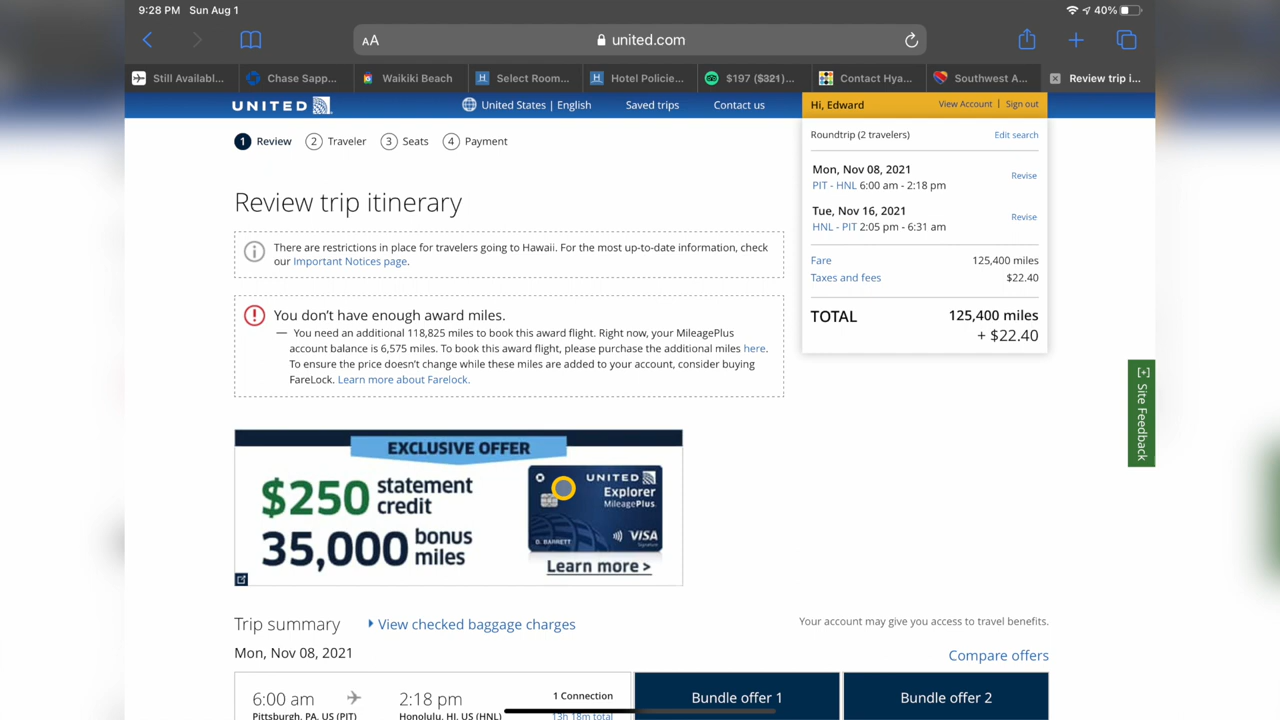 9:28 PM Sun Aug 1
40%
AA
united.com
Still Availabl...
Chase Sapp...
Waikiki Beach
Select Room...
Hotel Policie...
$197 ($321)...
Contact Hya...
Southwest A...
Review trip i...
UNITED
United States | English
Saved trips
Contact us
Hi, Edward
View Account | Sign out
1 Review 2 Traveler 3 Seats 4 Payment
Roundtrip (2 travelers)
Edit search
Mon, Nov 08, 2021
PIT - HNL 6:00 am - 2:18 pm
Revise
Tue, Nov 16, 2021
HNL - PIT 2:05 pm - 6:31 am
Revise
Fare 125,400 miles
Taxes and fees $22.40
TOTAL 125,400 miles
+ $22.40
Review trip itinerary
There are restrictions in place for travelers going to Hawaii. For the most up-to-date information, check
our Important Notices page.
You don't have enough award miles.
— You need an additional 118,825 miles to book this award flight. Right now, your MileagePlus
account balance is 6,575 miles. To book this award flight, please purchase the additional miles here.
To ensure the price doesn't change while these miles are added to your account, consider buying
FareLock. Learn more about Farelock.
Site Feedback
EXCLUSIVE OFFER
$250 statement
credit
35,000 bonus
miles
UNITED
Explorer
MileagePlus
D. BARRETT
VISA
Signature
Learn more >
Trip summary
View checked baggage charges
Your account may give you access to travel benefits.
Mon, Nov 08, 2021
Compare offers
6:00 am
2:18 pm
1 Connection
Bundle offer 1
Bundle offer 2
Pittsburgh, PA, US (PIT)
Honolulu, HI, US (HNL)
13h 18m total